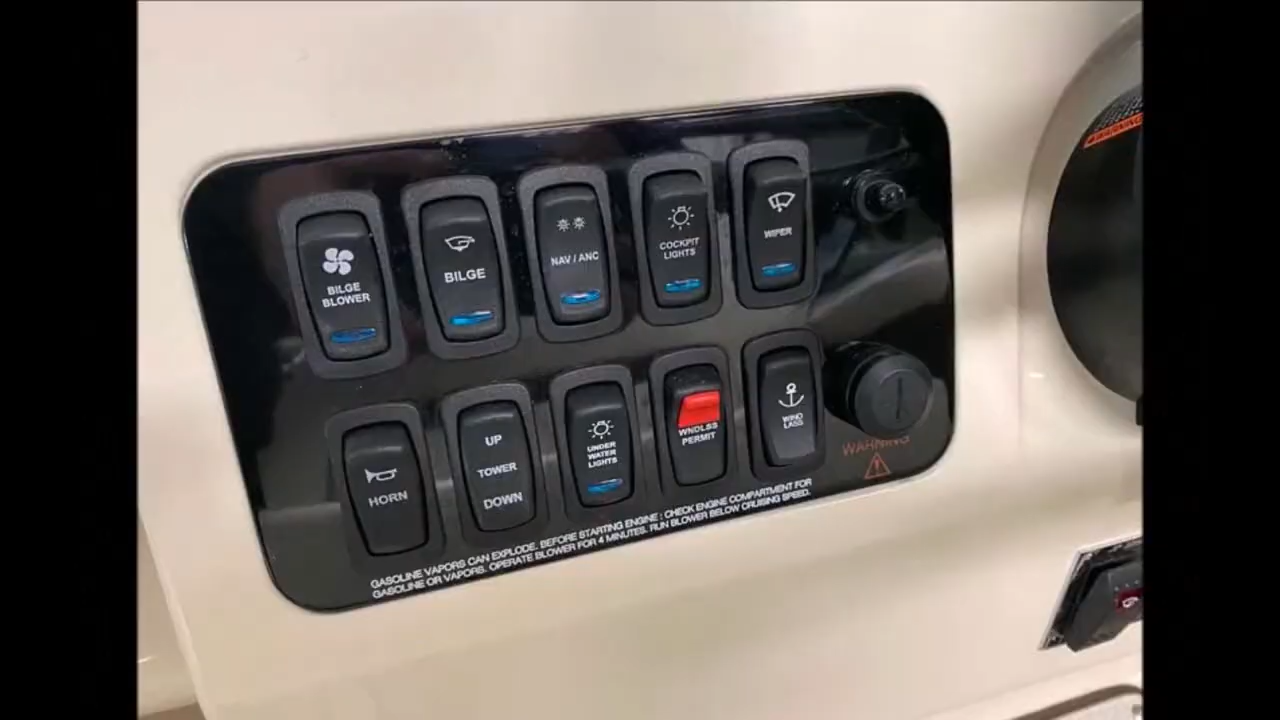 WARNING
BILGE
BLOWER
BILGE
NAV / ANC
COCKPIT
LIGHTS
WIPER
HORN
UP
TOWER
DOWN
UNDER
WATER
LIGHTS
WNDLSS
PERMIT
WIND
LASS
WARNING
GASOLINE VAPORS CAN EXPLODE. BEFORE STARTING ENGINE : CHECK ENGINE COMPARTMENT FOR
GASOLINE OR VAPORS. OPERATE BLOWER FOR 4 MINUTES. RUN BLOWER BELOW CRUISING SPEED.